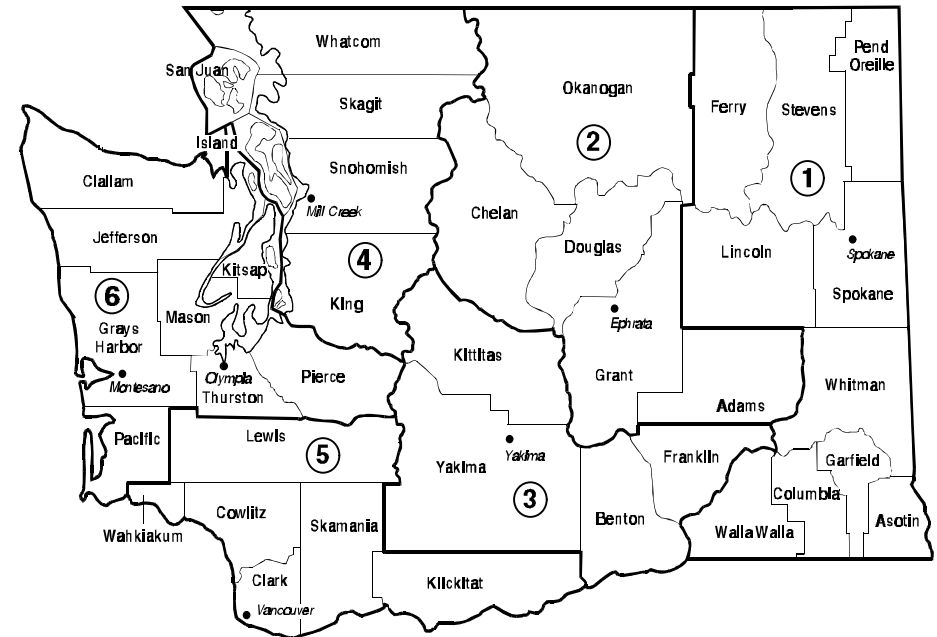 Whatcom
Pend
Oreille
San Juan
Okanogan
Skagit
Ferry
Stevens
Island
2
Snohomish
Clallam
1
Mill Creek
Chelan
Jefferson
Douglas
Lincoln
Spokane
4
Kitsap
6
King
Spokane
Mason
Grays
Harbor
Ephrata
Kittitas
Montesano
Olympia
Thurston
Pierce
Grant
Whitman
Adams
Pacific
Lewis
5
Yakima
Franklin
Garfield
Yakima
3
Columbia
Cowlitz
Skamania
Benton
Walla Walla
Asotin
Wahkiakum
Clark
Klickitat
Vancouver